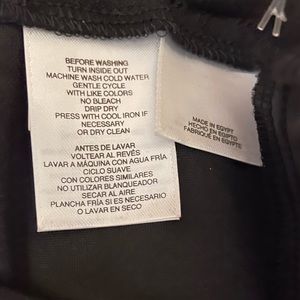 BEFORE WASHING
TURN INSIDE OUT
MACHINE WASH COLD WATER
GENTLE CYCLE
WITH LIKE COLORS
NO BLEACH
DRIP DRY
PRESS WITH COOL IRON IF
NECESSARY
OR DRY CLEAN
ANTES DE LAVAR
VOLTEAR AL REVÉS
LAVAR A MÁQUINA CON AGUA FRÍA
CICLO SUAVE
CON COLORES SIMILARES
NO UTILIZAR BLANQUEADOR
SECAR AL AIRE
PLANCHA FRÍA SI ES NECESARIO
O LAVAR EN SECO
MADE IN EGYPT
HECHO EN EGIPTO
FABRIQUÉ EN EGYPTE